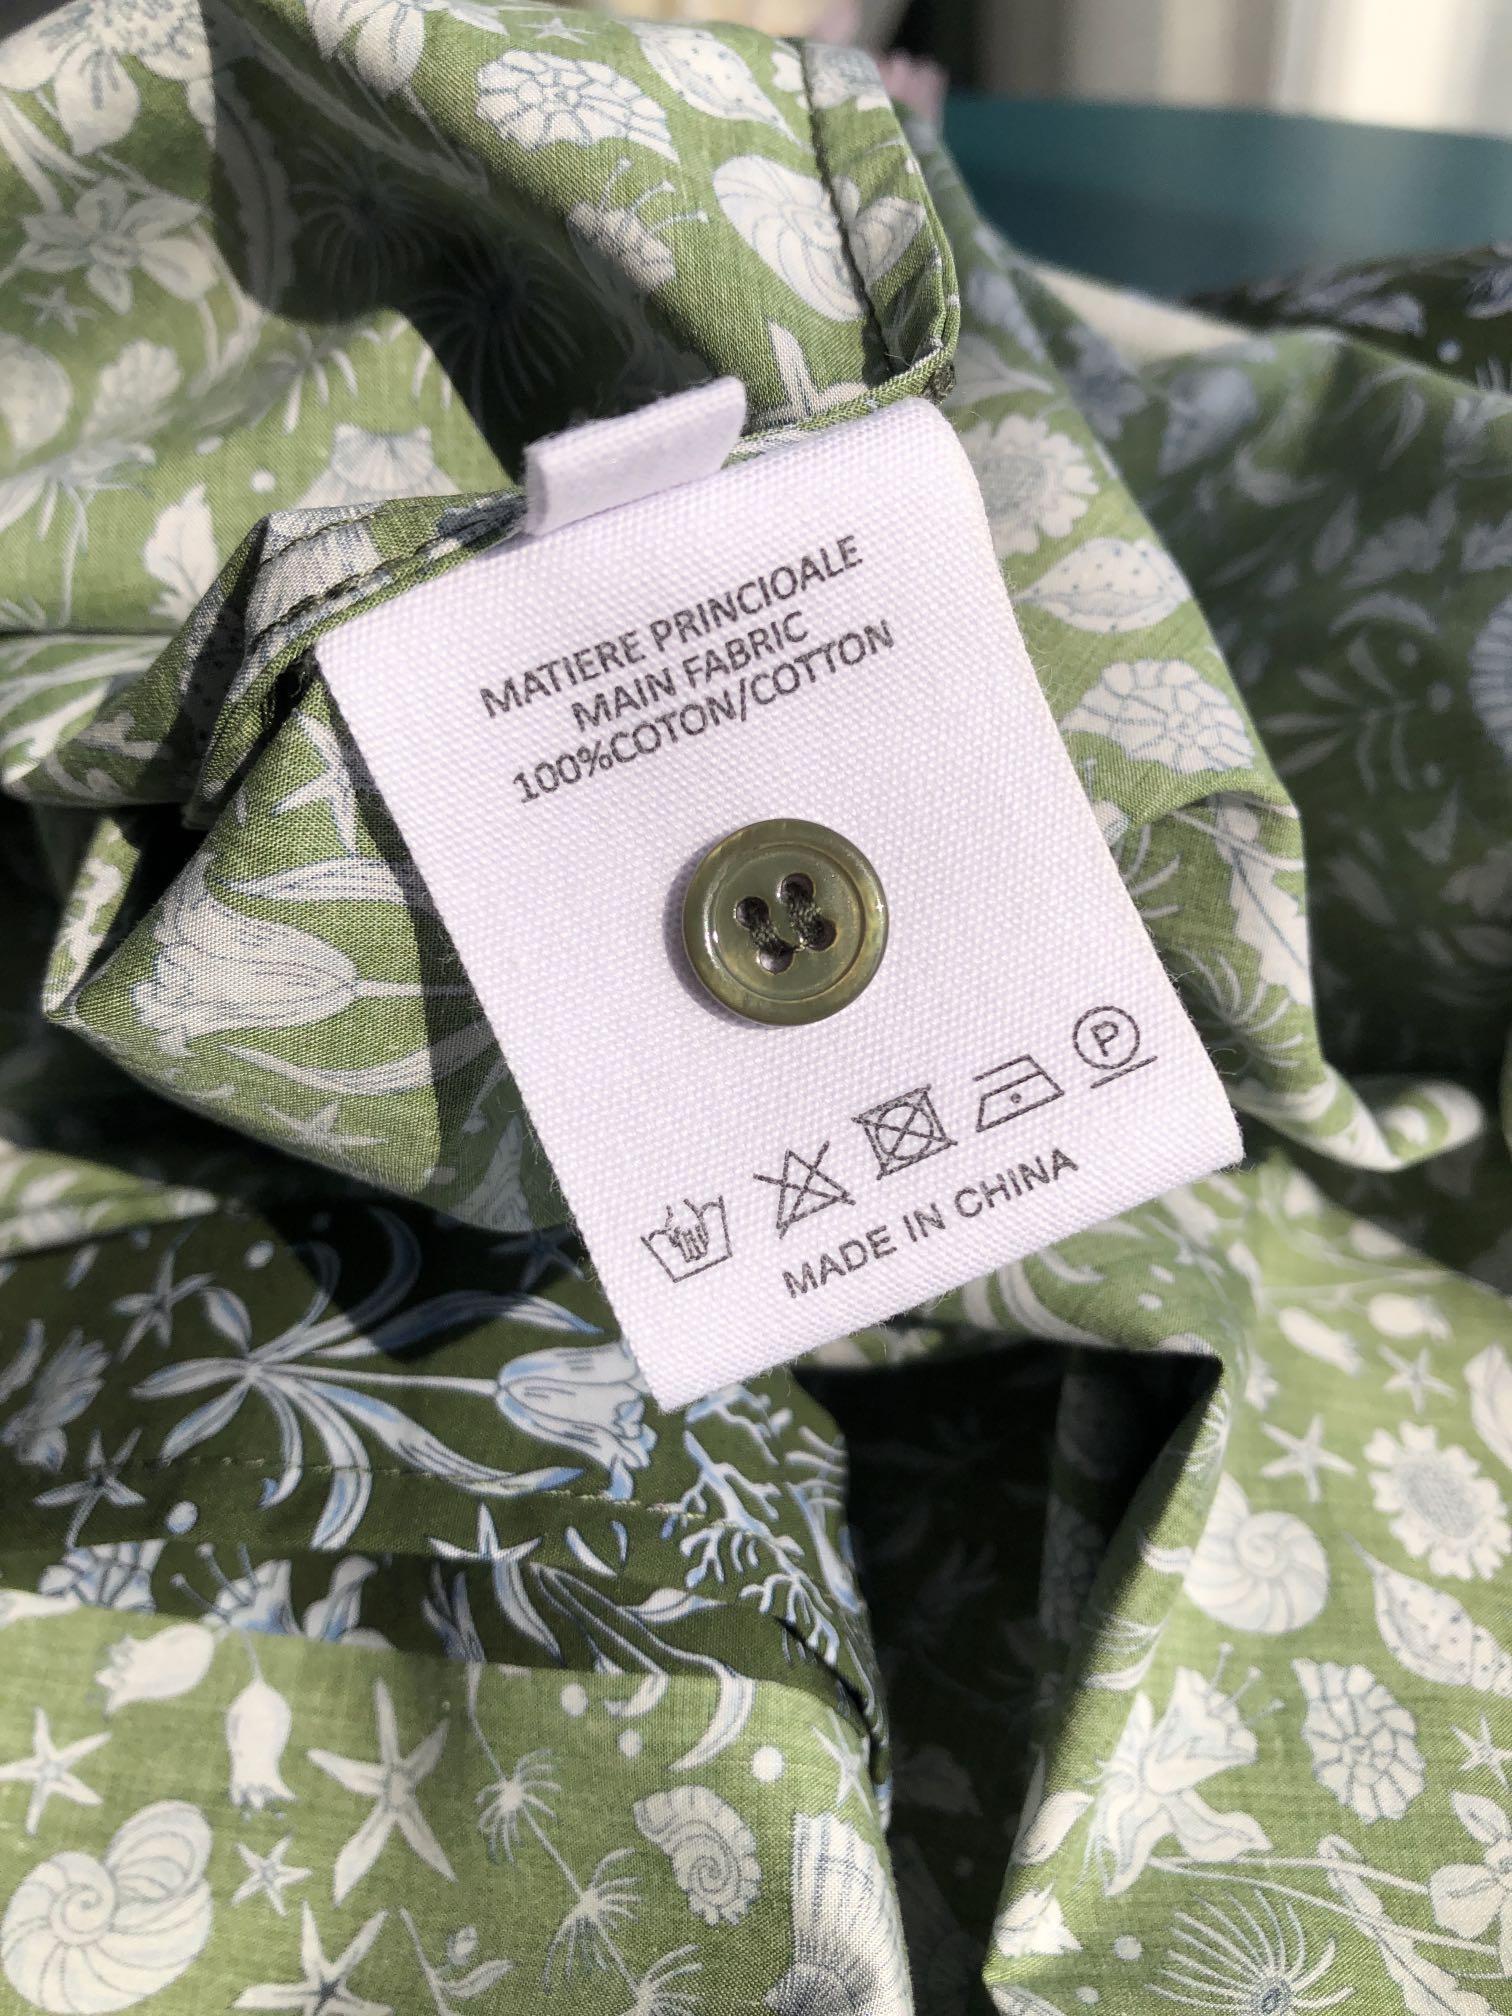 MATIERE PRINCIOALE
MAIN FABRIC
100%COTON/COTTON
P
MADE IN CHINA